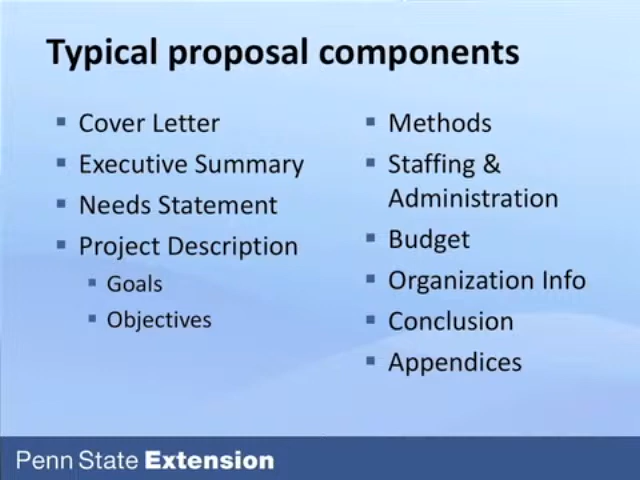 Typical proposal components
Cover Letter
Executive Summary
Needs Statement
Project Description
Goals
Objectives
Methods
Staffing &
Administration
Budget
Organization Info
Conclusion
Appendices
Penn State Extension